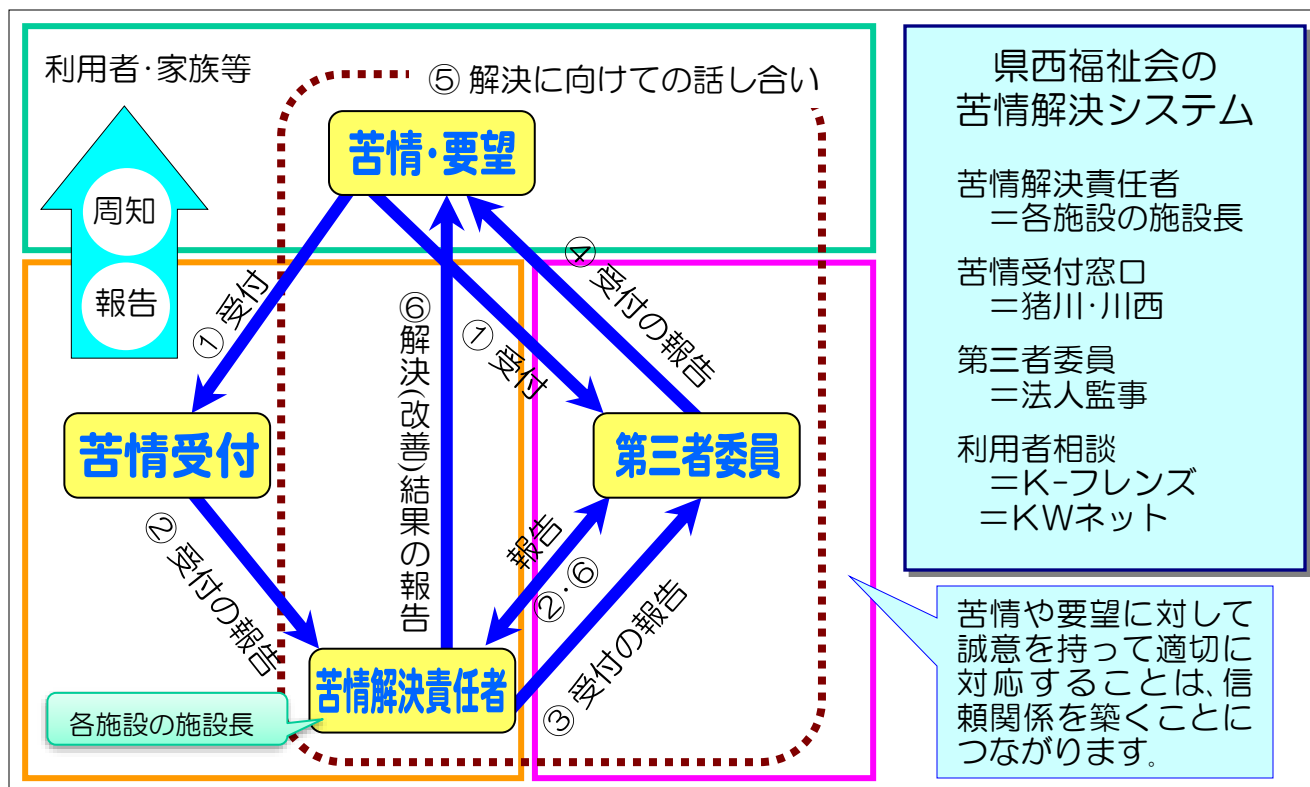 利用者・家族等
⑤ 解決に向けての話し合い
苦情・要望
周知
報告
① 受付
⑥解決(改善)結果の報告
① 受付
④ 受付の報告
苦情受付
第三者委員
② 受付の報告
報告
②・⑥
③ 受付の報告
苦情解決責任者
各施設の施設長
県西福祉会の
苦情解決システム
苦情解決責任者
＝各施設の施設長
苦情受付窓口
＝猪川・川西
第三者委員
＝法人監事
利用者相談
＝K-フレンズ
＝KWネット
苦情や要望に対して
誠意を持って適切に
対応することは、信
頼関係を築くことに
つながります。